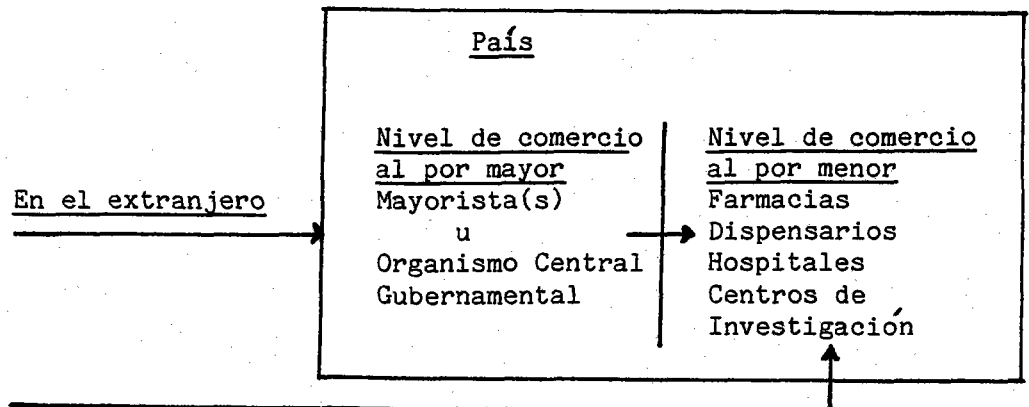 País
En el extranjero
Nivel de comercio
al por mayor
Mayorista(s)
u
Organismo Central
Gubernamental
Nivel de comercio
al por menor
Farmacias
Dispensarios
Hospitales
Centros de
Investigación